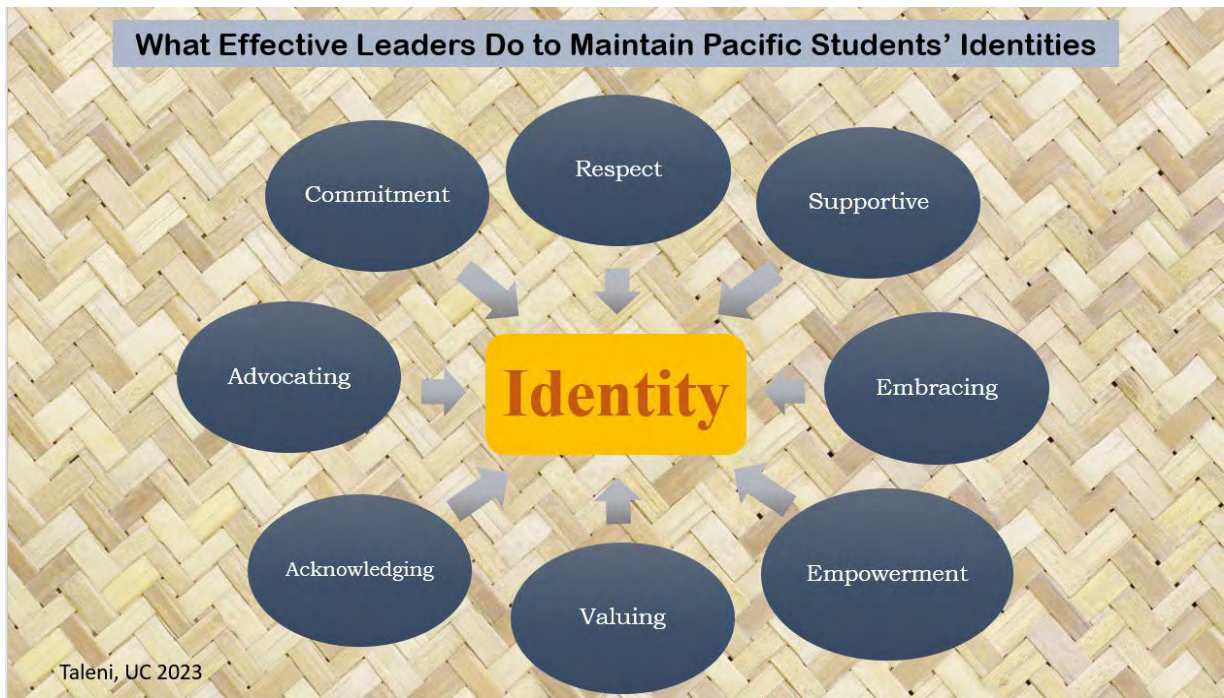 What Effective Leaders Do to Maintain Pacific Students’ Identities
Respect
Commitment
Supportive
Advocating
Identity
Embracing
Acknowledging
Empowerment
Valuing
Taleni, UC 2023